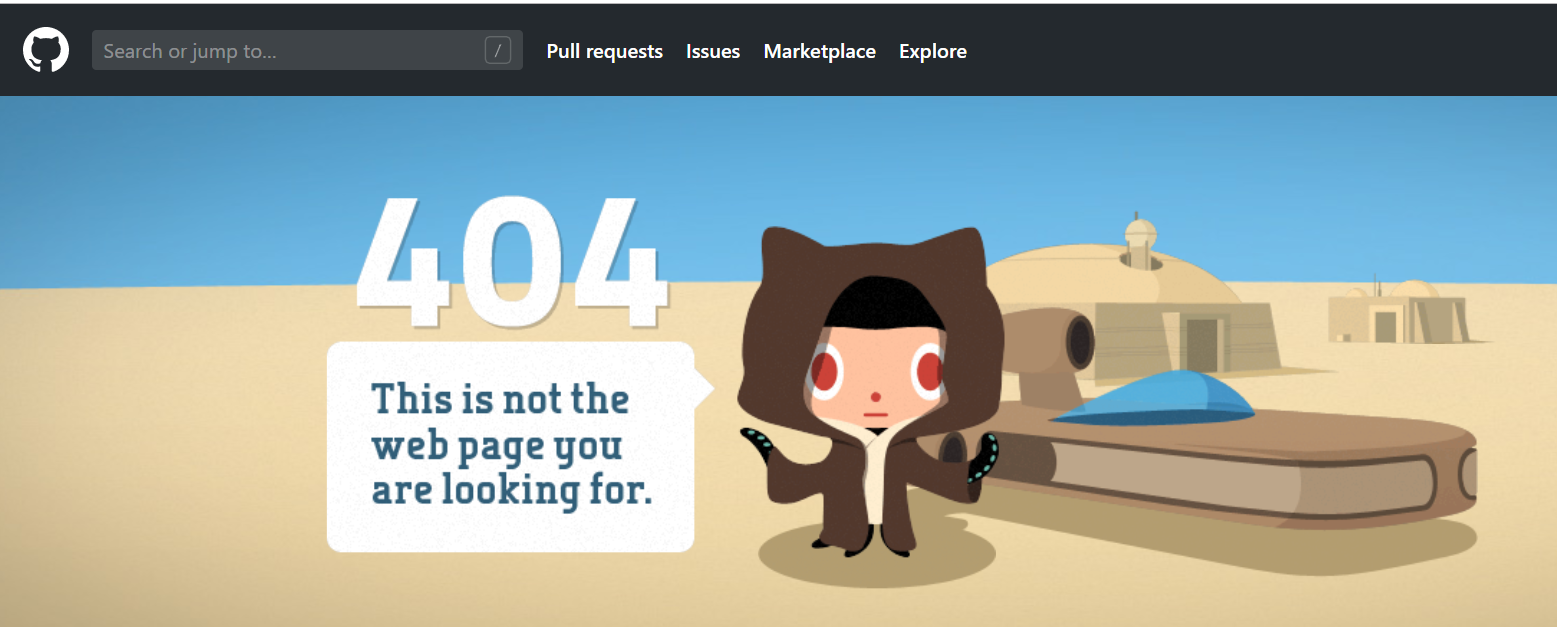 Search or jump to... /
Pull requests Issues Marketplace Explore
404
This is not the
web page you
are looking for.